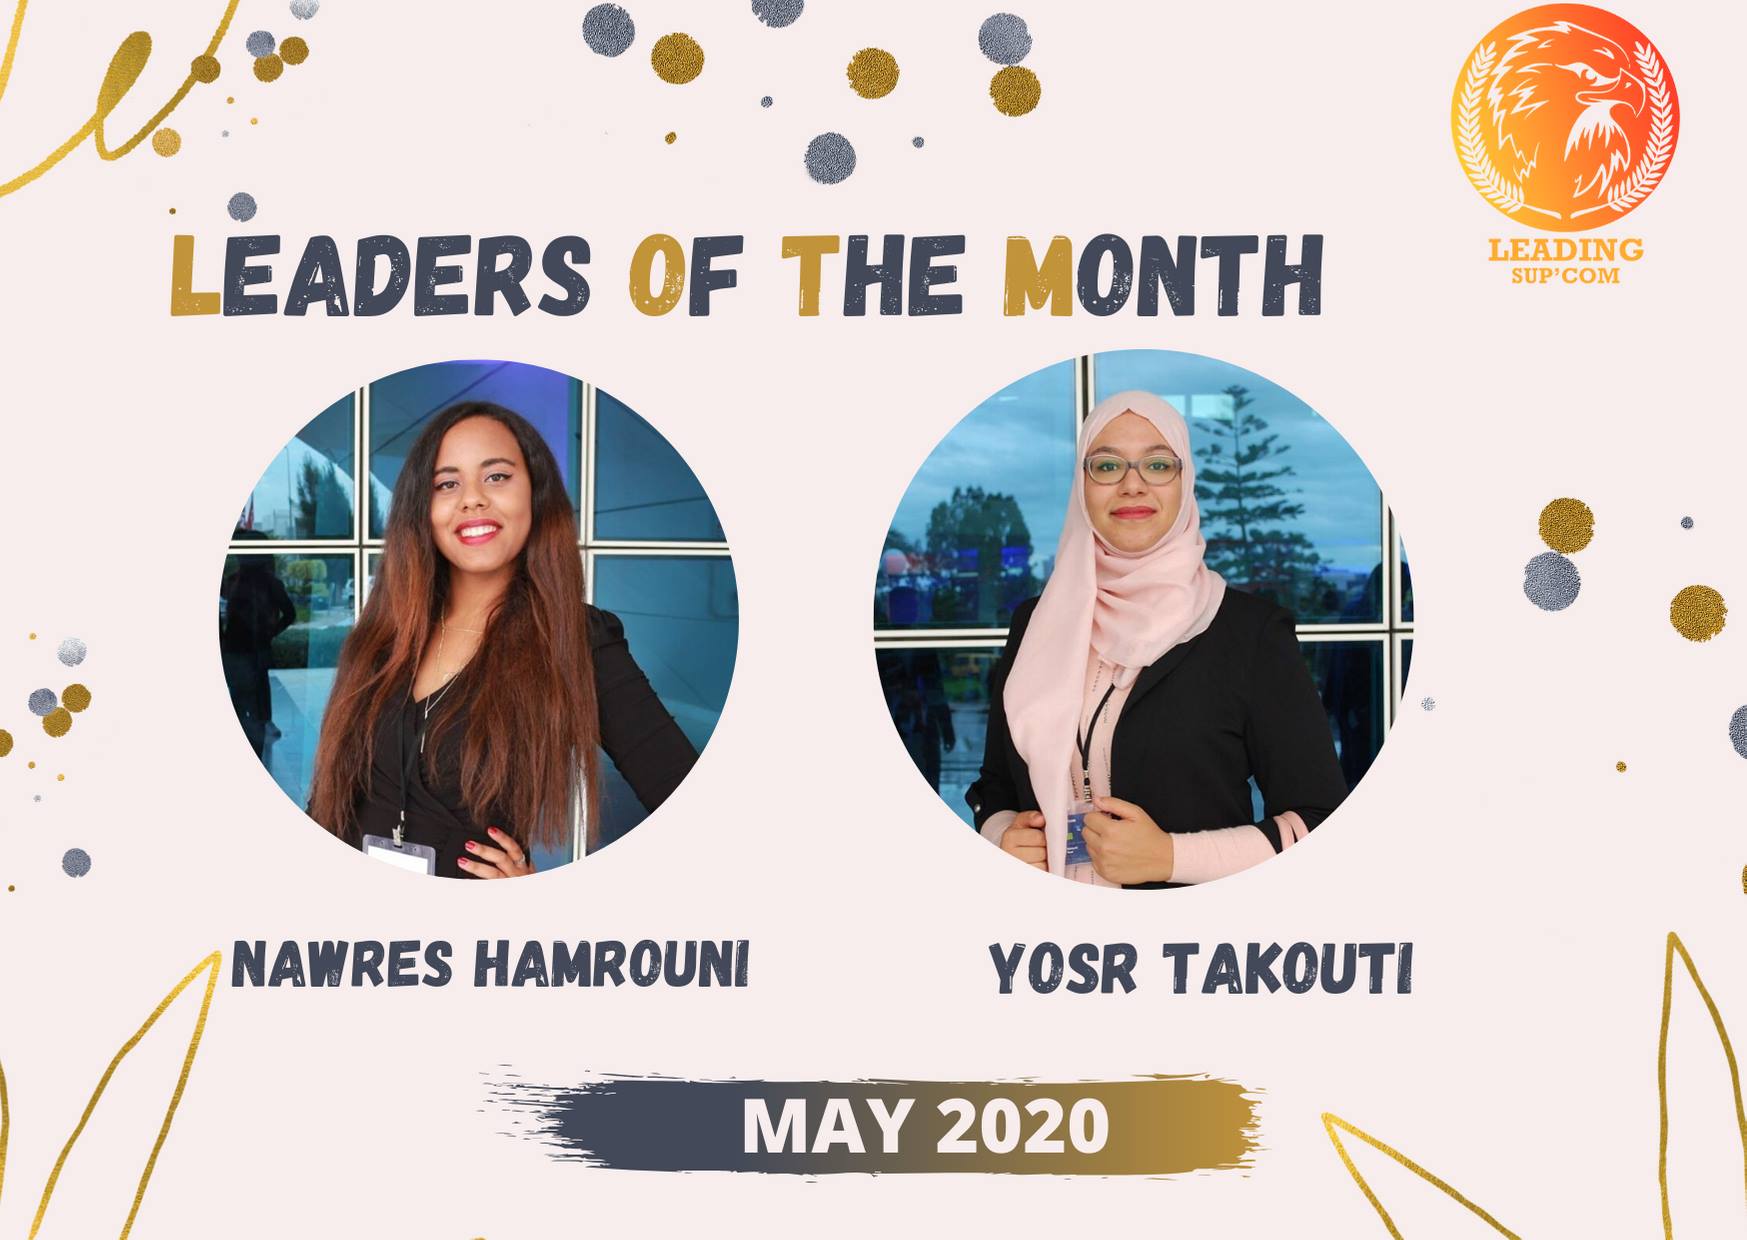 LEADING
SUP'COM
LEADERS OF THE MONTH
NAWRES HAMROUNI
YOSR TAKOUTI
MAY 2020